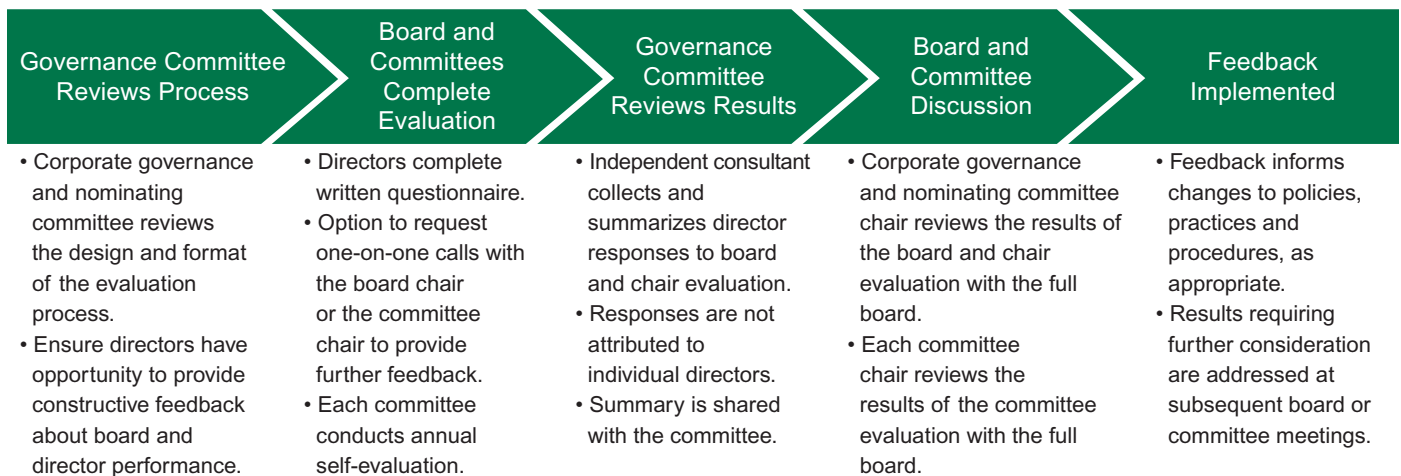 Governance Committee
Reviews Process
Board and
Committees
Complete
Evaluation
Governance
Committee
Reviews Results
Board and
Committee
Discussion
Feedback
Implemented
• Corporate governance
and nominating
committee reviews
the design and format
of the evaluation
process.
• Ensure directors have
opportunity to provide
constructive feedback
about board and
director performance.
• Directors complete
written questionnaire.
• Option to request
one-on-one calls with
the board chair
or the committee
chair to provide
further feedback.
• Each committee
conducts annual
self-evaluation.
• Independent consultant
collects and
summarizes director
responses to board
and chair evaluation.
• Responses are not
attributed to
individual directors.
• Summary is shared
with the committee.
• Corporate governance
and nominating committee
chair reviews the results of
the board and chair
evaluation with the full
board.
• Each committee
chair reviews the
results of the committee
evaluation with the full
board.
• Feedback informs
changes to policies,
practices and
procedures, as
appropriate.
• Results requiring
further consideration
are addressed at
subsequent board or
committee meetings.